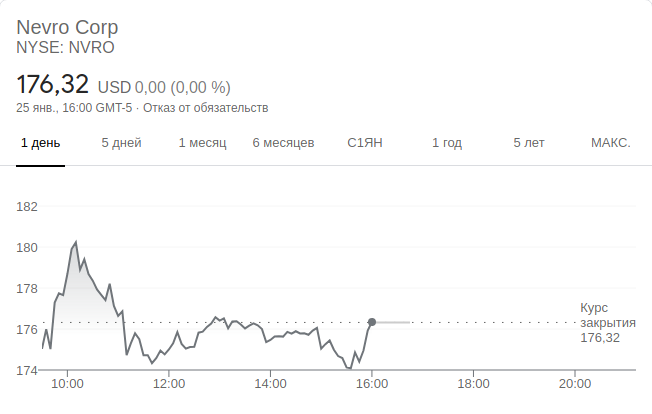 Nevro Corp
NYSE: NVRO
176,32 USD 0,00 (0,00 %)
25 янв., 16:00 GMT-5 · Отказ от обязательств
1 день 5 дней 1 месяц 6 месяцев С1ЯН 1 год 5 лет МАКС.
182
180
178
176
174
Курс
закрытия
176,32
10:00 12:00 14:00 16:00 18:00 20:00